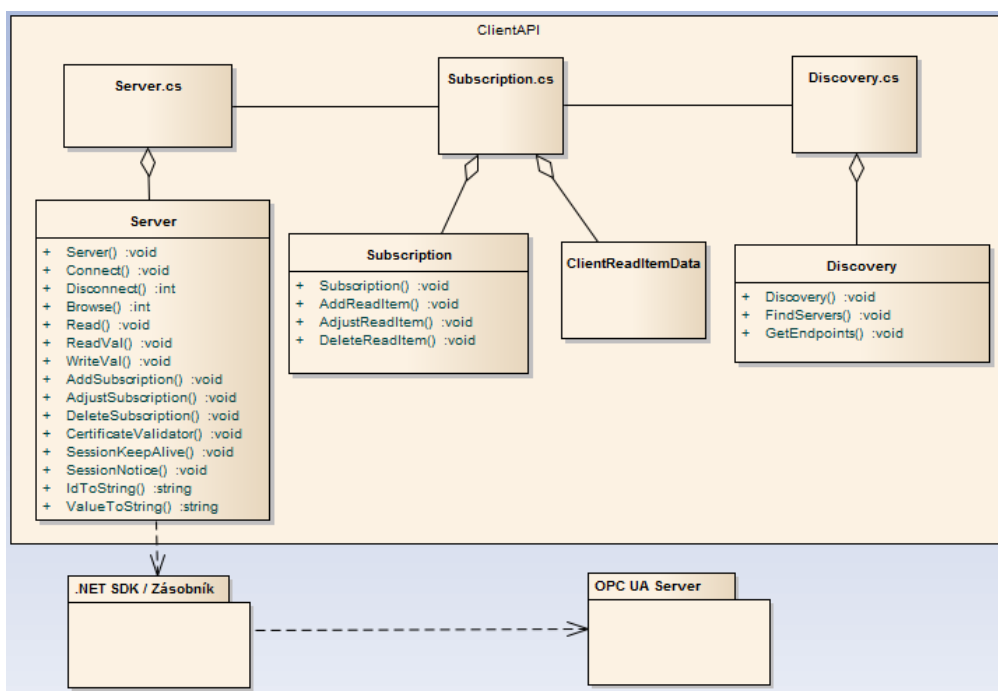 ClientAPI
Server.cs
Subscription.cs
Discovery.cs
Server
+ Server() :void
+ Connect() :void
+ Disconnect() :int
+ Browse() :int
+ Read() :void
+ ReadVal() :void
+ WriteVal() :void
+ AddSubscription() :void
+ AdjustSubscription() :void
+ DeleteSubscription() :void
+ CertificateValidator() :void
+ SessionKeepAlive() :void
+ SessionNotice() :void
+ IdToString() :string
+ ValueToString() :string
Subscription
+ Subscription() :void
+ AddReadItem() :void
+ AdjustReadItem() :void
+ DeleteReadItem() :void
ClientReadItemData
Discovery
+ Discovery() :void
+ FindServers() :void
+ GetEndpoints() :void
.NET SDK / Zásobník
OPC UA Server